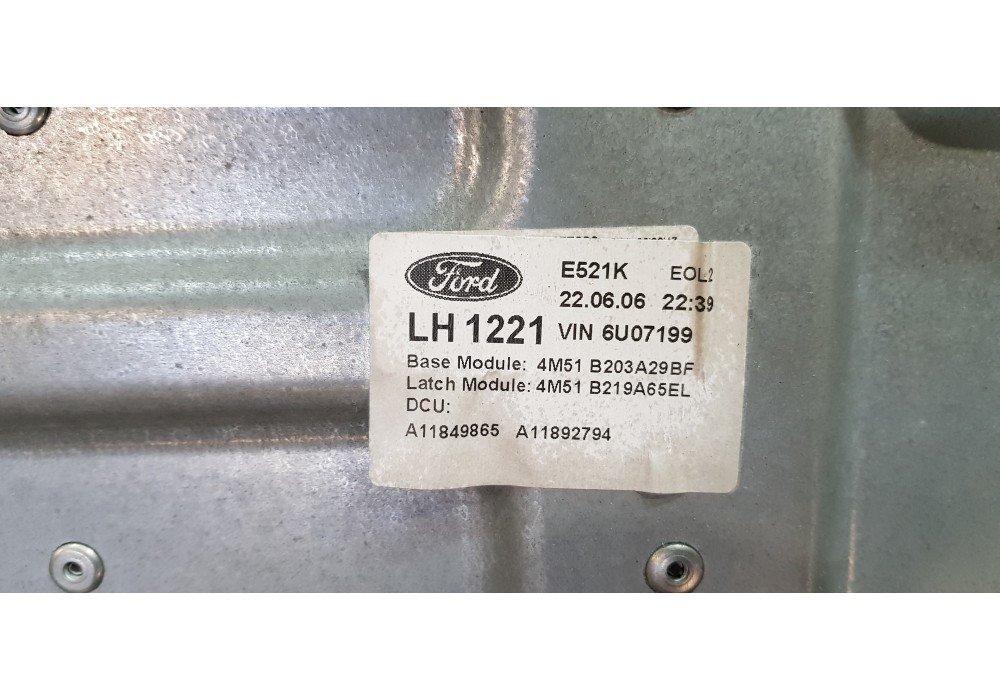 Ford
E521K EOL2
22.06.06 22:39
LH 1221 VIN 6U07199
Base Module: 4M51 B203A29BF
Latch Module: 4M51 B219A65EL
DCU:
A11849865 A11892794